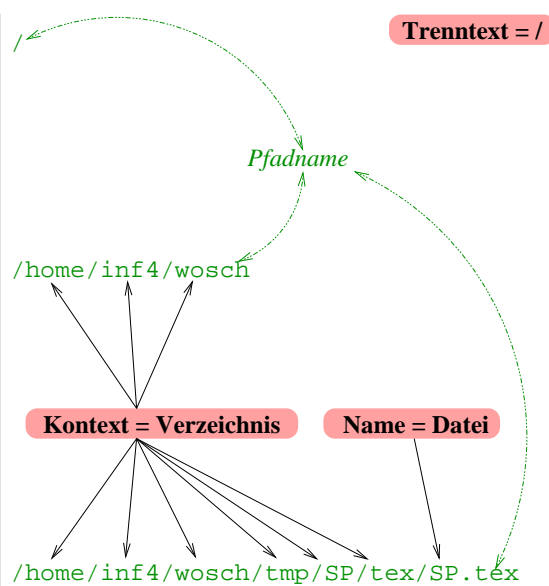 Trenntext = /
/
Pfadname
/home/inf4/wosch
Kontext = Verzeichnis Name = Datei
/home/inf4/wosch/tmp/SP/tex/SP.tex